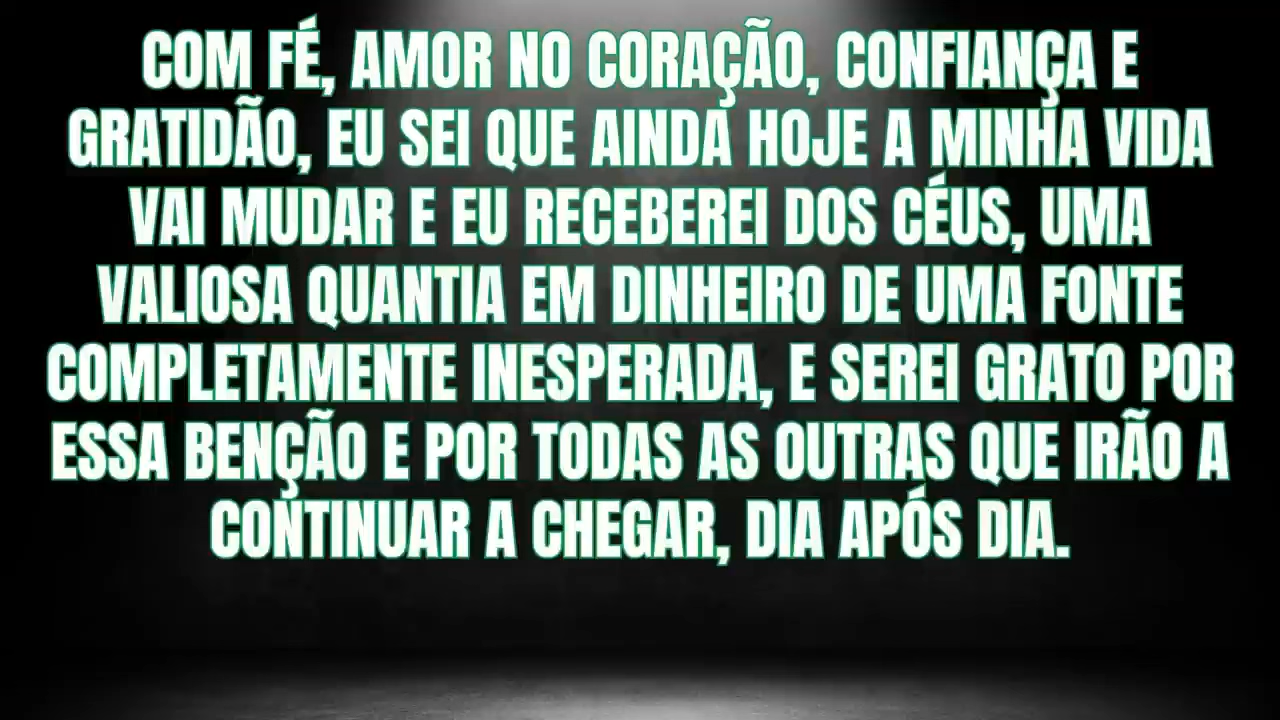 COM FÉ, AMOR NO CORAÇÃO, CONFIANÇA E
GRATIDÃO, EU SEI QUE AINDA HOJE A MINHA VIDA
VAI MUDAR E EU RECEBEREI DOS CÉUS, UMA
VALIOSA QUANTIA EM DINHEIRO DE UMA FONTE
COMPLETAMENTE INESPERADA, E SEREI GRATO POR
ESSA BENÇÃO E POR TODAS AS OUTRAS QUE IRÃO A
CONTINUAR A CHEGAR, DIA APÓS DIA.